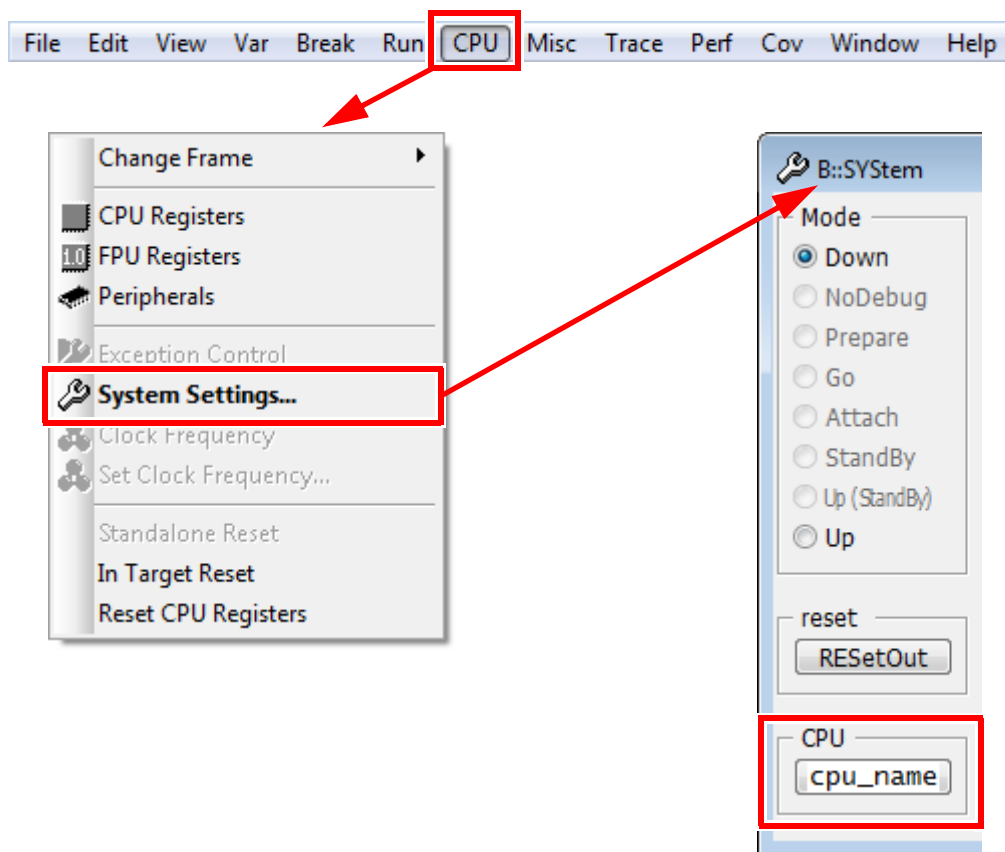 File Edit View Var Break Run CPU Misc Trace Perf Cov Window Help
Change Frame
CPU Registers
1.0 FPU Registers
Peripherals
Exception Control
System Settings...
Clock Frequency
Set Clock Frequency...
Standalone Reset
In Target Reset
Reset CPU Registers
B::SYStem
Mode
Down
NoDebug
Prepare
Go
Attach
StandBy
Up (StandBy)
Up
reset
RESetOut
CPU
cpu_name